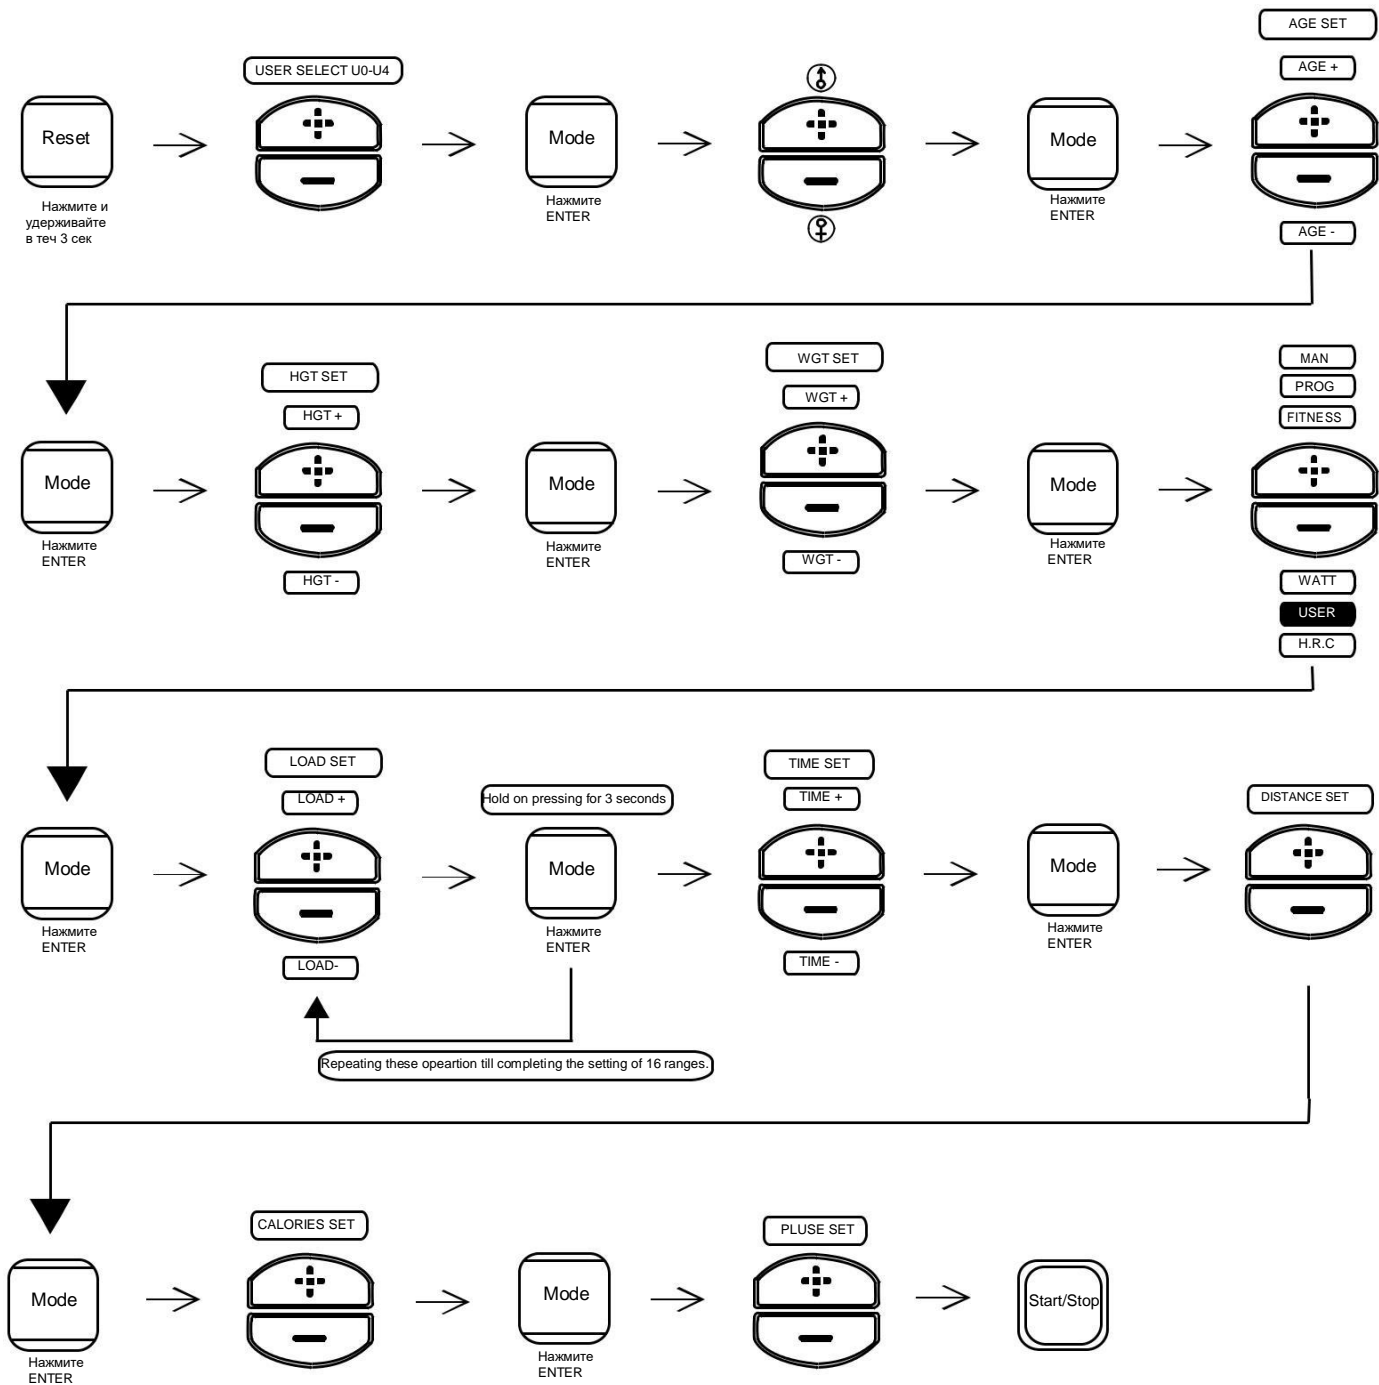 USER SELECT U0-U4
AGE SET
AGE +
Reset
Mode
Mode
Нажмите и
удерживайте
в теч 3 сек
Нажмите
ENTER
Нажмите
ENTER
AGE -
HGT SET
HGT +
WGT SET
WGT +
MAN
PROG
FITNESS
Mode
Mode
Mode
Нажмите
ENTER
HGT -
Нажмите
ENTER
WGT -
Нажмите
ENTER
WATT
USER
H.R.C
LOAD SET
LOAD +
Hold on pressing for 3 seconds
TIME SET
TIME +
DISTANCE SET
Mode
Mode
Mode
Нажмите
ENTER
LOAD-
Нажмите
ENTER
TIME -
Нажмите
ENTER
Repeating these opeartion till completing the setting of 16 ranges.
CALORIES SET
PLUSE SET
Mode
Mode
Start/Stop
Нажмите
ENTER
Нажмите
ENTER